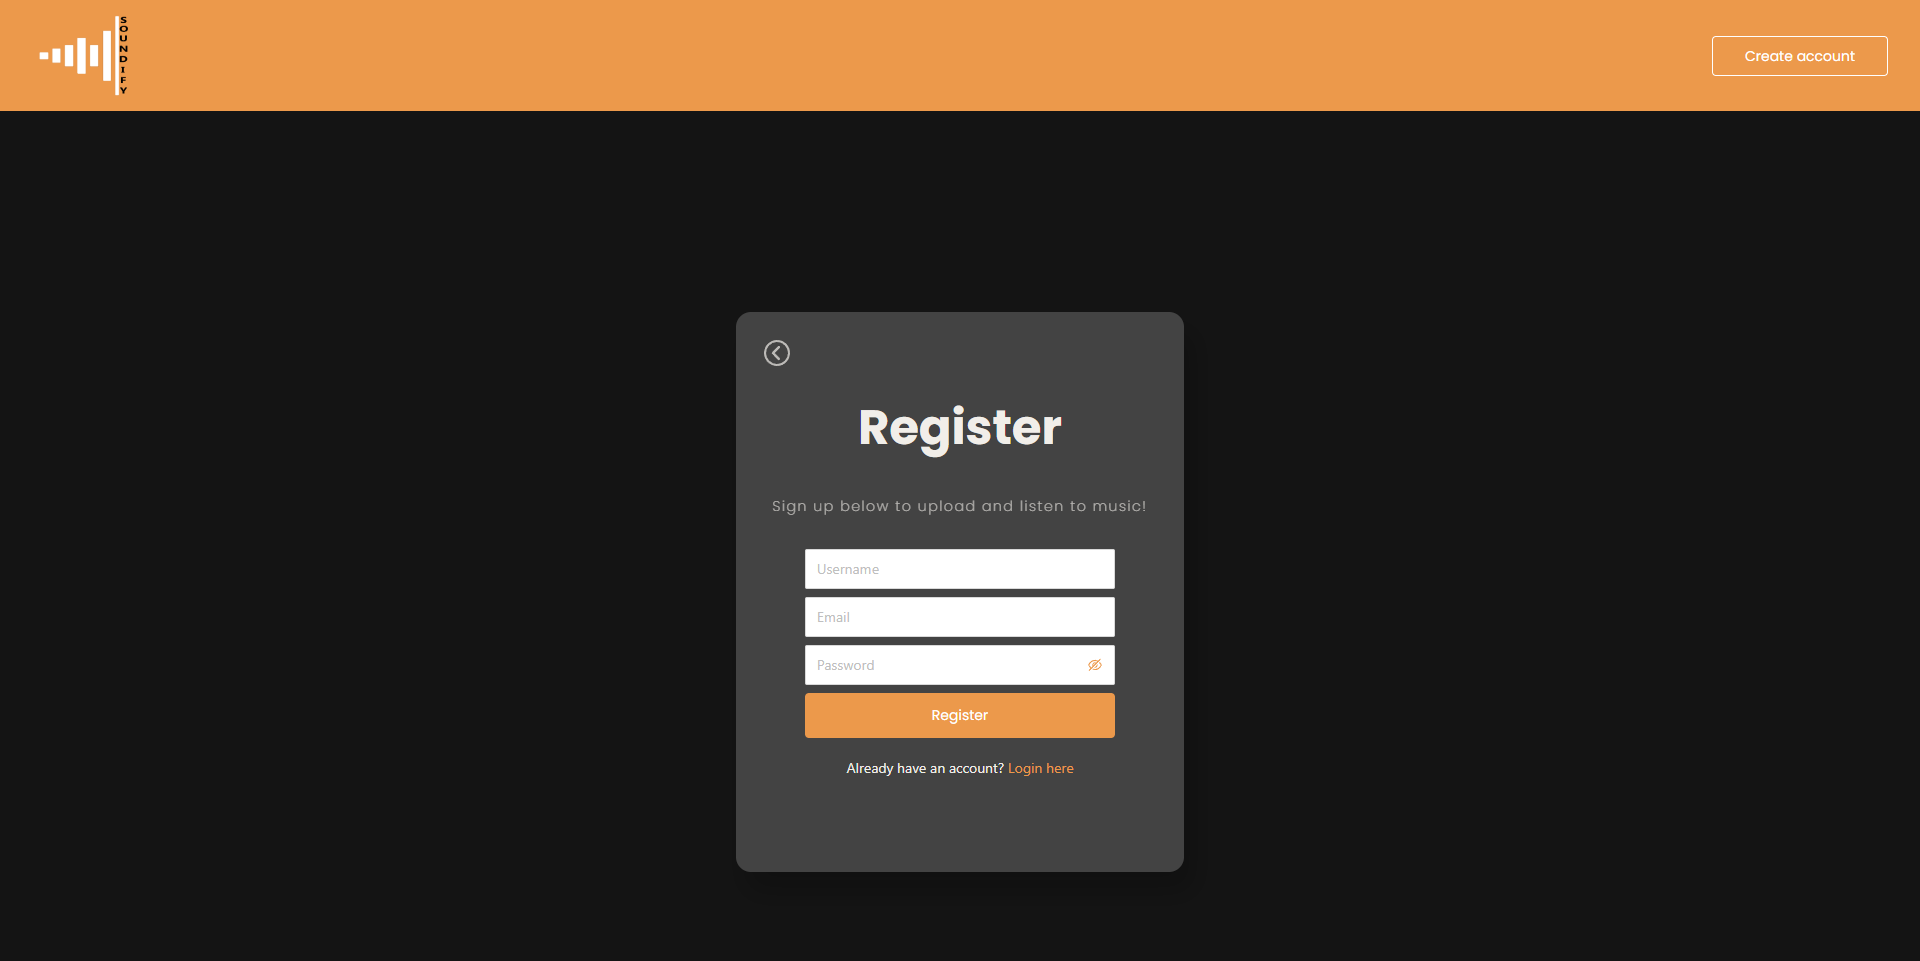 SOUNDIFY
Create account
Register
Sign up below to upload and listen to music!
Username
Email
Password
Register
Already have an account? Login here